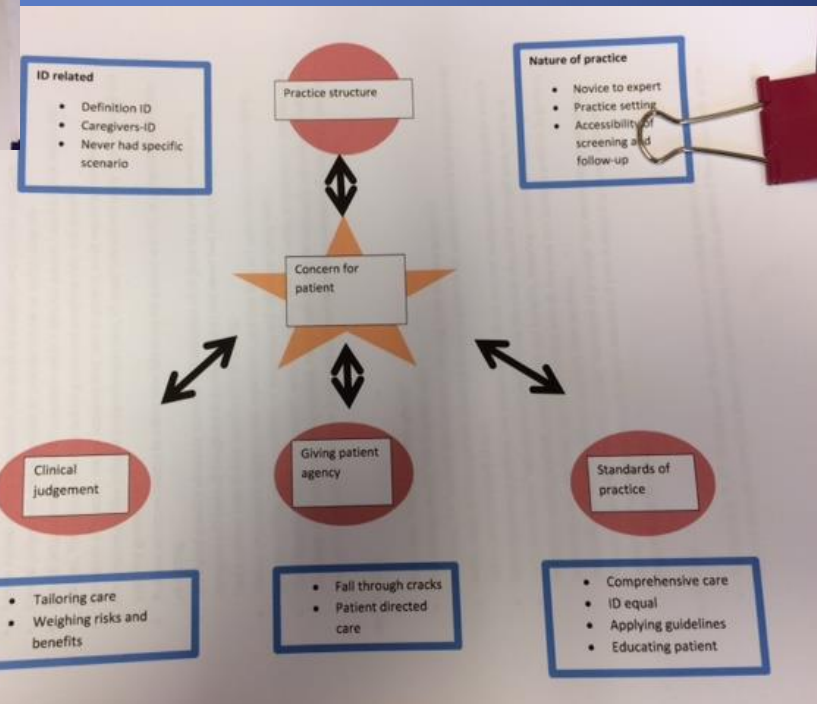 ID related
• Definition ID
• Caregivers-ID
• Never had specific
scenario
Practice structure
Nature of practice
• Novice to expert
• Practice setting
• Accessibility of
screening and
follow-up
Concern for
patient
Clinical
judgement
Giving patient
agency
Standards of
practice
• Tailoring care
• Weighing risks and
benefits
• Fall through cracks
• Patient directed
care
• Comprehensive care
• ID equal
• Applying guidelines
• Educating patient